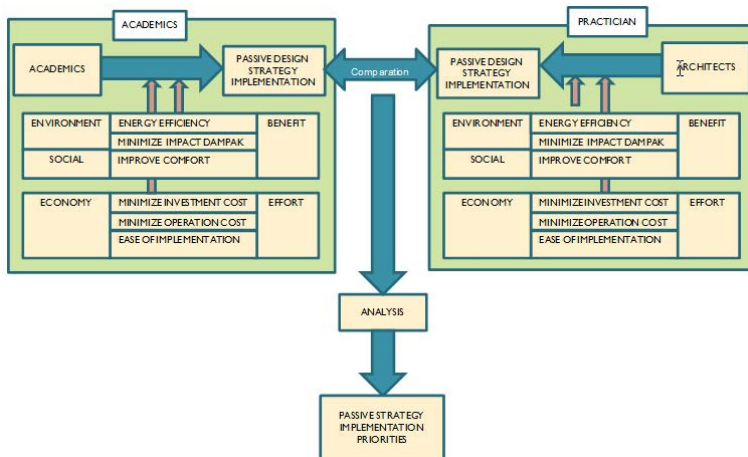 ACADEMICS
ACADEMICS
PASSIVE DESIGN
STRATEGY
IMPLEMENTATION
ENVIRONMENT
ENERGY EFFICIENCY
BENEFIT
MINIMIZE IMPACT DAMPAK
SOCIAL
IMPROVE COMFORT
ECONOMY
MINIMIZE INVESTMENT COST
EFFORT
MINIMIZE OPERATION COST
EASE OF IMPLEMENTATION
Comparation
PRACTICIAN
PASSIVE DESIGN
STRATEGY
IMPLEMENTATION
ARCHITECTS
ENVIRONMENT
ENERGY EFFICIENCY
BENEFIT
MINIMIZE IMPACT DAMPAK
SOCIAL
IMPROVE COMFORT
ECONOMY
MINIMIZE INVESTMENT COST
EFFORT
MINIMIZE OPERATION COST
EASE OF IMPLEMENTATION
ANALYSIS
PASSIVE STRATEGY
IMPLEMENTATION
PRIORITIES